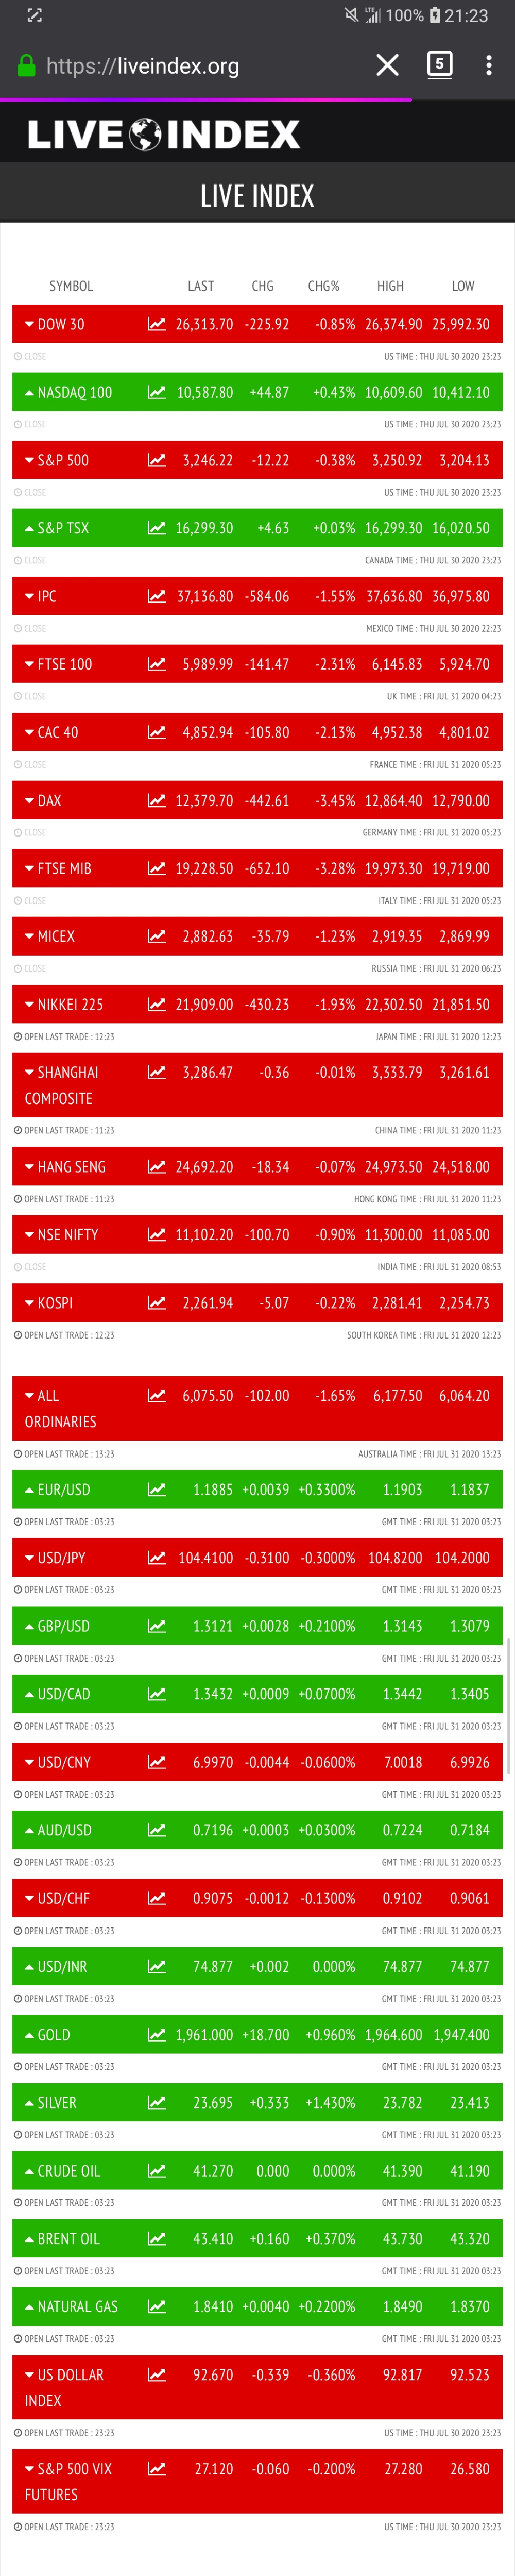 100% 21:23
https://liveindex.org 5
LIVE INDEX
LIVE INDEX
SYMBOL LAST CHG CHG% HIGH LOW
DOW 30 26,313.70 -225.92 -0.85% 26,374.90 25,992.30
CLOSE US TIME : THU JUL 30 2020 23:23
NASDAQ 100 10,587.80 +44.87 +0.43% 10,609.60 10,412.10
CLOSE US TIME : THU JUL 30 2020 23:23
S&P 500 3,246.22 -12.22 -0.38% 3,250.92 3,204.13
CLOSE US TIME : THU JUL 30 2020 23:23
S&P TSX 16,299.30 +4.63 +0.03% 16,299.30 16,020.50
CLOSE CANADA TIME : THU JUL 30 2020 23:23
IPC 37,136.80 -584.06 -1.55% 37,636.80 36,975.80
CLOSE MEXICO TIME : THU JUL 30 2020 22:23
FTSE 100 5,989.99 -141.47 -2.31% 6,145.83 5,924.70
CLOSE UK TIME : FRI JUL 31 2020 04:23
CAC 40 4,852.94 -105.80 -2.13% 4,952.38 4,801.02
CLOSE FRANCE TIME : FRI JUL 31 2020 05:23
DAX 12,379.70 -442.61 -3.45% 12,864.40 12,790.00
CLOSE GERMANY TIME : FRI JUL 31 2020 05:23
FTSE MIB 19,228.50 -652.10 -3.28% 19,973.30 19,719.00
CLOSE ITALY TIME : FRI JUL 31 2020 05:23
MICEX 2,882.63 -35.79 -1.23% 2,919.35 2,869.99
CLOSE RUSSIA TIME : FRI JUL 31 2020 06:23
NIKKEI 225 21,909.00 -430.23 -1.93% 22,302.50 21,851.50
OPEN LAST TRADE : 12:23 JAPAN TIME : FRI JUL 31 2020 12:23
SHANGHAI 3,286.47 -0.36 -0.01% 3,333.79 3,261.61
COMPOSITE
OPEN LAST TRADE : 11:23 CHINA TIME : FRI JUL 31 2020 11:23
HANG SENG 24,692.20 -18.34 -0.07% 24,973.50 24,518.00
OPEN LAST TRADE : 11:23 HONG KONG TIME : FRI JUL 31 2020 11:23
NSE NIFTY 11,102.20 -100.70 -0.90% 11,300.00 11,085.00
CLOSE INDIA TIME : FRI JUL 31 2020 08:53
KOSPI 2,261.94 -5.07 -0.22% 2,281.41 2,254.73
OPEN LAST TRADE : 12:23 SOUTH KOREA TIME : FRI JUL 31 2020 12:23
ALL 6,075.50 -102.00 -1.65% 6,177.50 6,064.20
ORDINARIES
OPEN LAST TRADE : 13:23 AUSTRALIA TIME : FRI JUL 31 2020 13:23
EUR/USD 1.1885 +0.0039 +0.3300% 1.1903 1.1837
OPEN LAST TRADE : 03:23 GMT TIME : FRI JUL 31 2020 03:23
USD/JPY 104.4100 -0.3100 -0.3000% 104.8200 104.2000
OPEN LAST TRADE : 03:23 GMT TIME : FRI JUL 31 2020 03:23
GBP/USD 1.3121 +0.0028 +0.2100% 1.3143 1.3079
OPEN LAST TRADE : 03:23 GMT TIME : FRI JUL 31 2020 03:23
USD/CAD 1.3432 +0.0009 +0.0700% 1.3442 1.3405
OPEN LAST TRADE : 03:23 GMT TIME : FRI JUL 31 2020 03:23
USD/CNY 6.9970 -0.0044 -0.0600% 7.0018 6.9926
OPEN LAST TRADE : 03:23 GMT TIME : FRI JUL 31 2020 03:23
AUD/USD 0.7196 +0.0003 +0.0300% 0.7224 0.7184
OPEN LAST TRADE : 03:23 GMT TIME : FRI JUL 31 2020 03:23
USD/CHF 0.9075 -0.0012 -0.1300% 0.9102 0.9061
OPEN LAST TRADE : 03:23 GMT TIME : FRI JUL 31 2020 03:23
USD/INR 74.877 +0.002 0.000% 74.877 74.877
OPEN LAST TRADE : 03:23 GMT TIME : FRI JUL 31 2020 03:23
GOLD 1,961.000 +18.700 +0.960% 1,964.600 1,947.400
OPEN LAST TRADE : 03:23 GMT TIME : FRI JUL 31 2020 03:23
SILVER 23.695 +0.333 +1.430% 23.782 23.413
OPEN LAST TRADE : 03:23 GMT TIME : FRI JUL 31 2020 03:23
CRUDE OIL 41.270 0.000 0.000% 41.390 41.190
OPEN LAST TRADE : 03:23 GMT TIME : FRI JUL 31 2020 03:23
BRENT OIL 43.410 +0.160 +0.370% 43.730 43.320
OPEN LAST TRADE : 03:23 GMT TIME : FRI JUL 31 2020 03:23
NATURAL GAS 1.8410 +0.0040 +0.2200% 1.8490 1.8370
OPEN LAST TRADE : 03:23 GMT TIME : FRI JUL 31 2020 03:23
US DOLLAR 92.670 -0.339 -0.360% 92.817 92.523
INDEX
OPEN LAST TRADE : 23:23 US TIME : THU JUL 30 2020 23:23
S&P 500 VIX 27.120 -0.060 -0.200% 27.280 26.580
FUTURES
OPEN LAST TRADE : 23:23 US TIME : THU JUL 30 2020 23:23